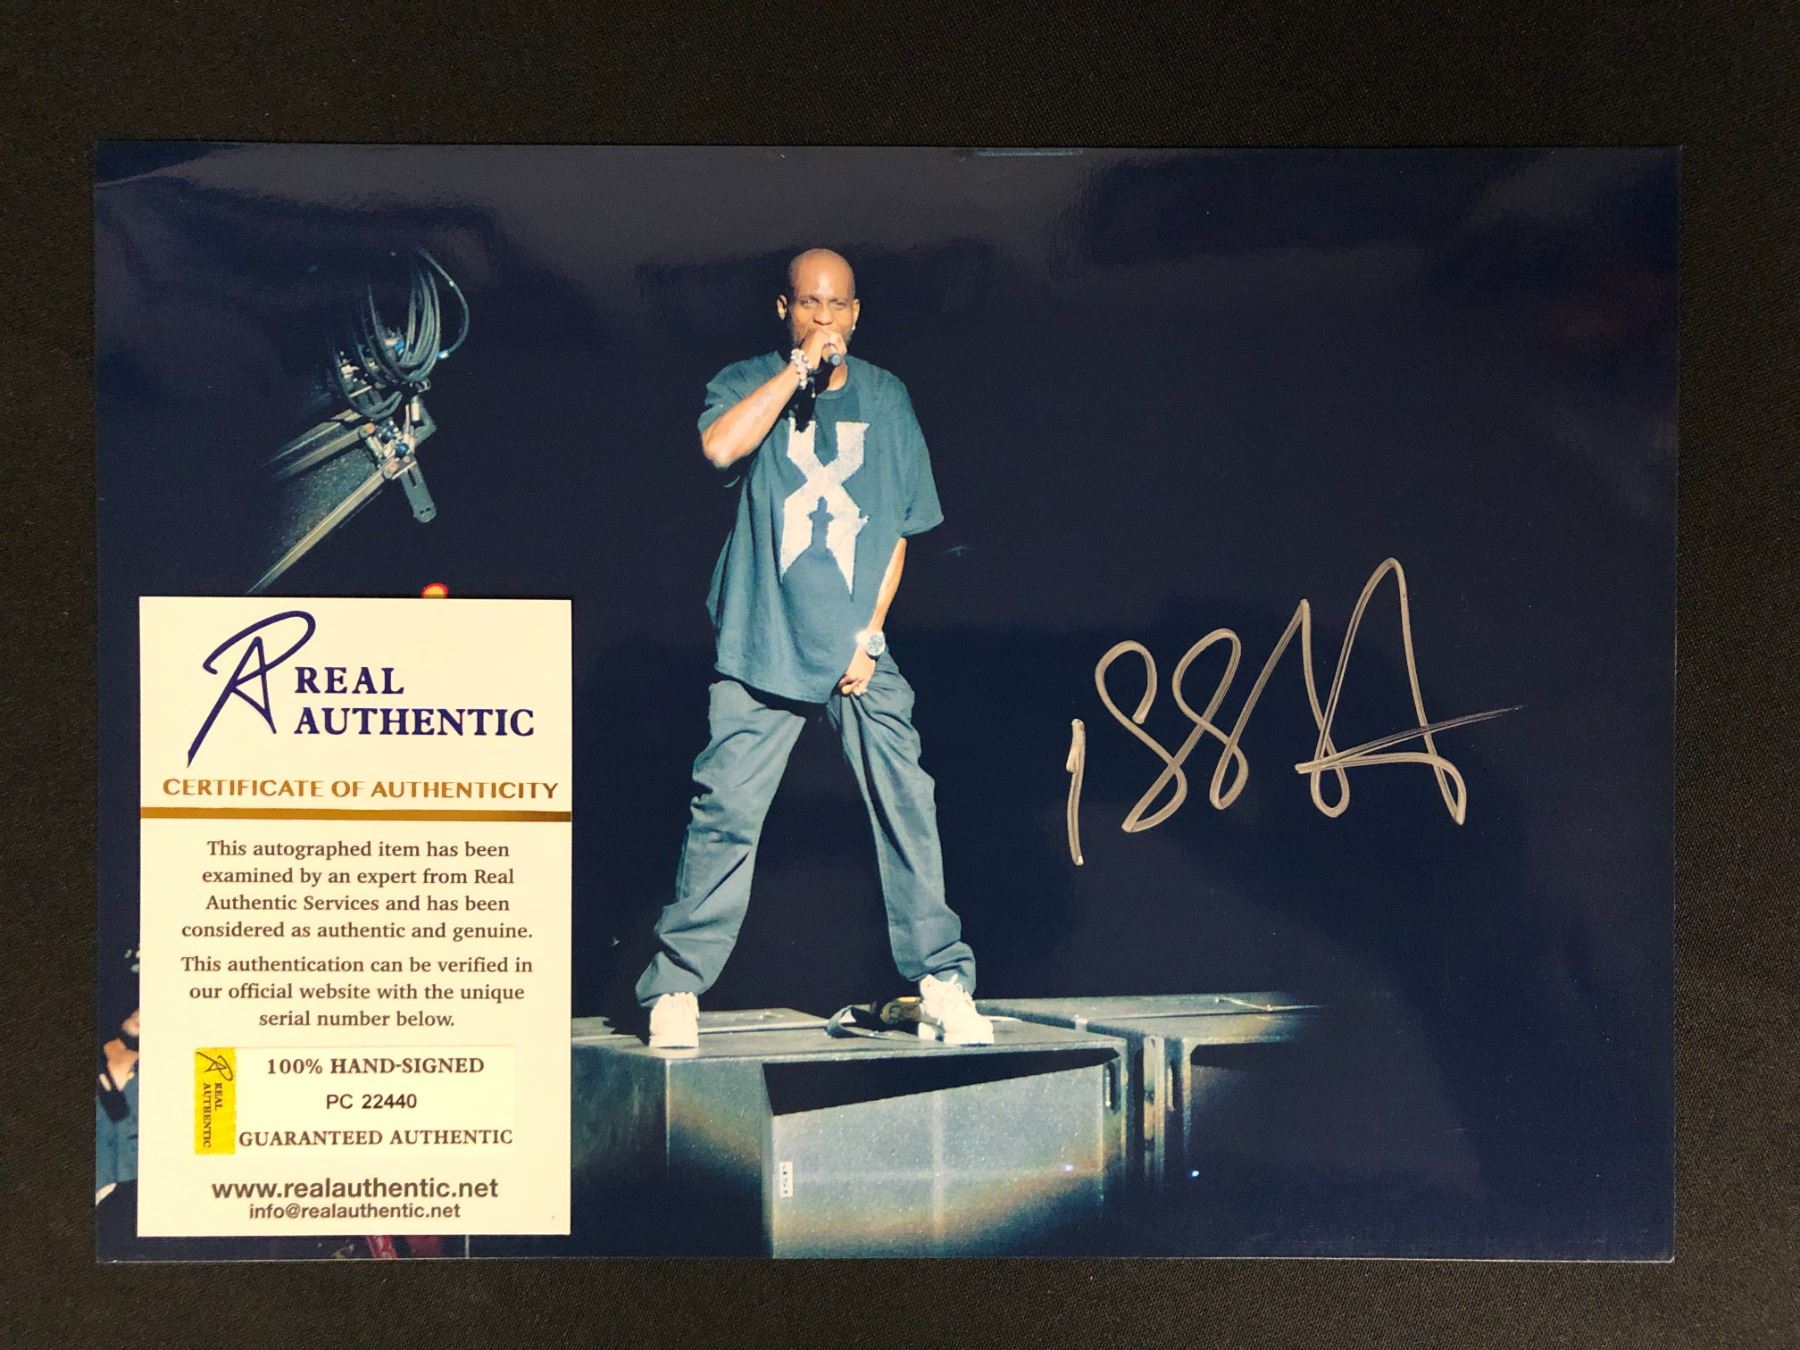 REAL
AUTHENTIC
CERTIFICATE OF AUTHENTICITY
This autographed item has been
examined by an expert from Real
Authentic Services and has been
considered as authentic and genuine.
This authentication can be verified in
our official website with the unique
serial number below.
REAL
AUTHENTIC
100% HAND-SIGNED
PC 22440
GUARANTEED AUTHENTIC
www.realauthentic.net
info@realauthentic.net
X